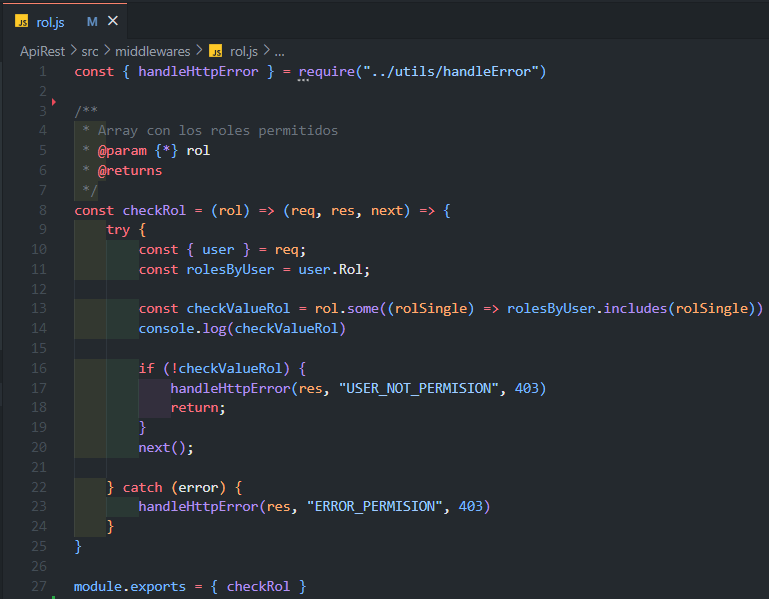 JS rol.js M ×
ApiRest > src > middlewares > JS rol.js > ...
1 const { handleHttpError } = require("../utils/handleError")
2
3 /**
4  * Array con los roles permitidos
5  * @param {*} rol
6  * @returns
7  */
8 const checkRol = (rol) => (req, res, next) => {
9     try {
10         const { user } = req;
11         const rolesByUser = user.Rol;
12
13         const checkValueRol = rol.some((rolSingle) => rolesByUser.includes(rolSingle))
14         console.log(checkValueRol)
15
16         if (!checkValueRol) {
17             handleHttpError(res, "USER_NOT_PERMISION", 403)
18             return;
19         }
20         next();
21
22     } catch (error) {
23         handleHttpError(res, "ERROR_PERMISION", 403)
24     }
25 }
26
27 module.exports = { checkRol }